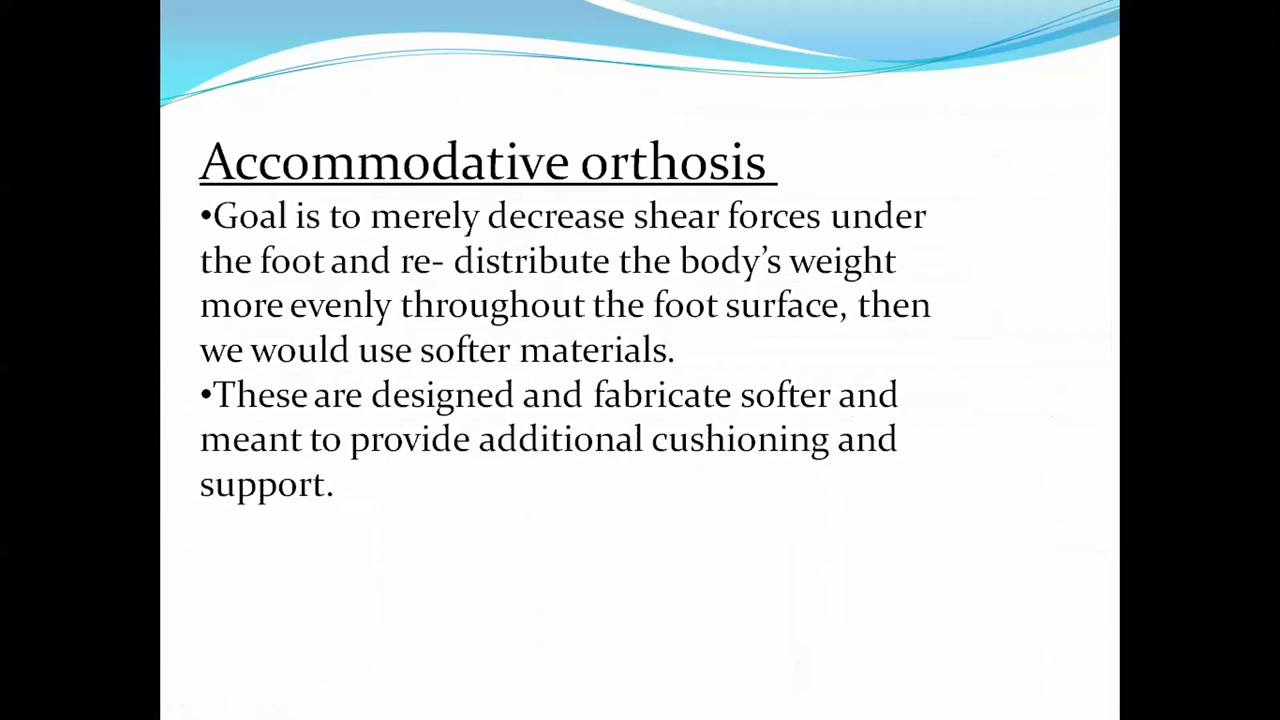 Accommodative orthosis
•Goal is to merely decrease shear forces under
the foot and re- distribute the body’s weight
more evenly throughout the foot surface, then
we would use softer materials.
•These are designed and fabricate softer and
meant to provide additional cushioning and
support.